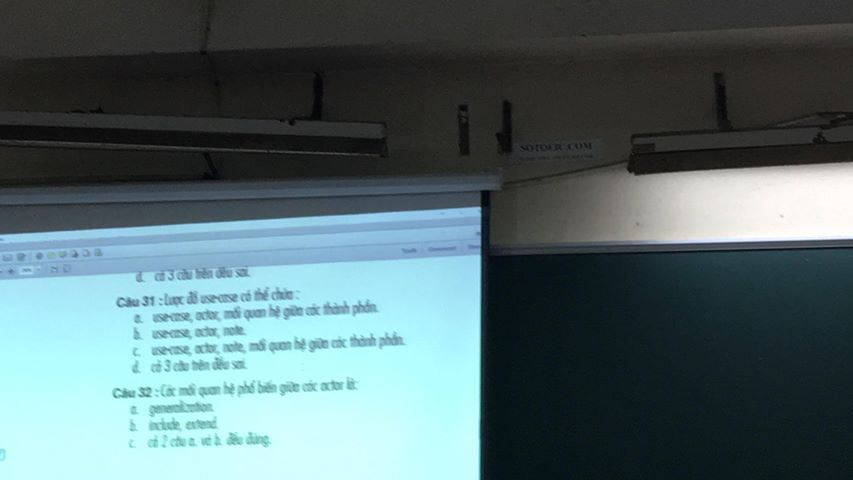 SOTOEIC.COM
Tools Comment
d. cả 3 câu trên đều sai.
Câu 31 : Lược đồ use-case có thể chứa :
a. use-case, actor, mối quan hệ giữa các thành phần.
b. use-case, actor, note.
c. use-case, actor, note, mối quan hệ giữa các thành phần.
d. cả 3 câu trên đều sai.
Câu 32 : Các mối quan hệ phổ biến giữa các actor là:
a. generalization.
b. include, extend.
c. cả 2 câu a. và b. đều đúng.